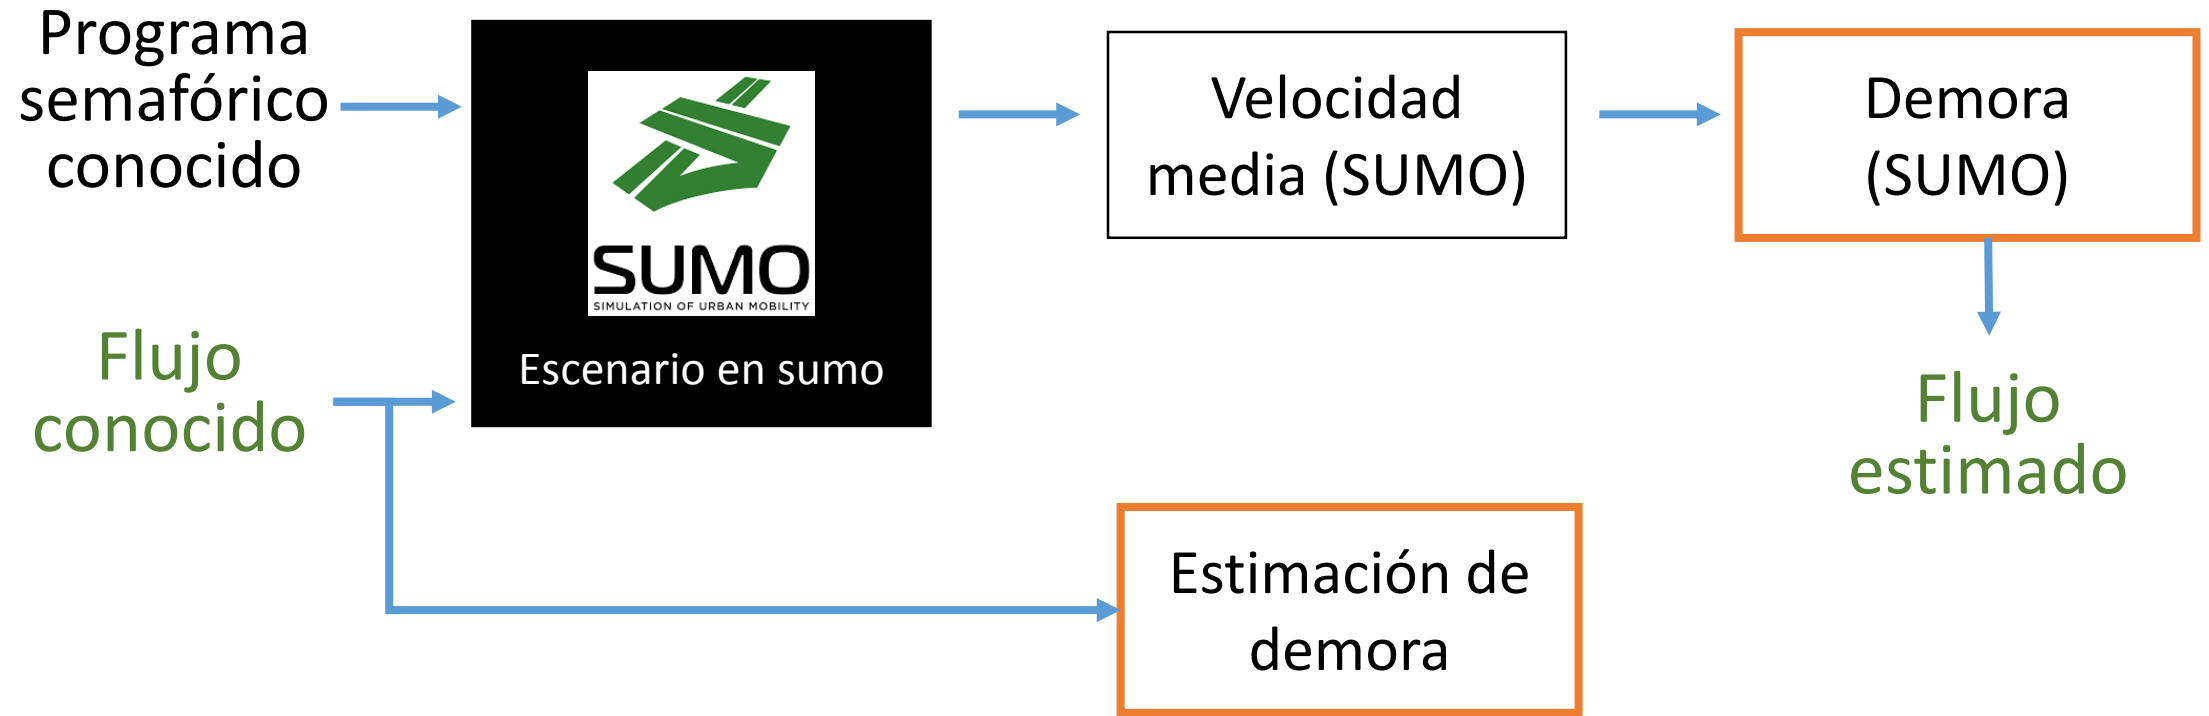 Programa
semafórico
conocido
SUMO
SIMULATION OF URBAN MOBILITY
Escenario en sumo
Velocidad
media (SUMO)
Demora
(SUMO)
Flujo
conocido
Flujo
estimado
Estimación de
demora